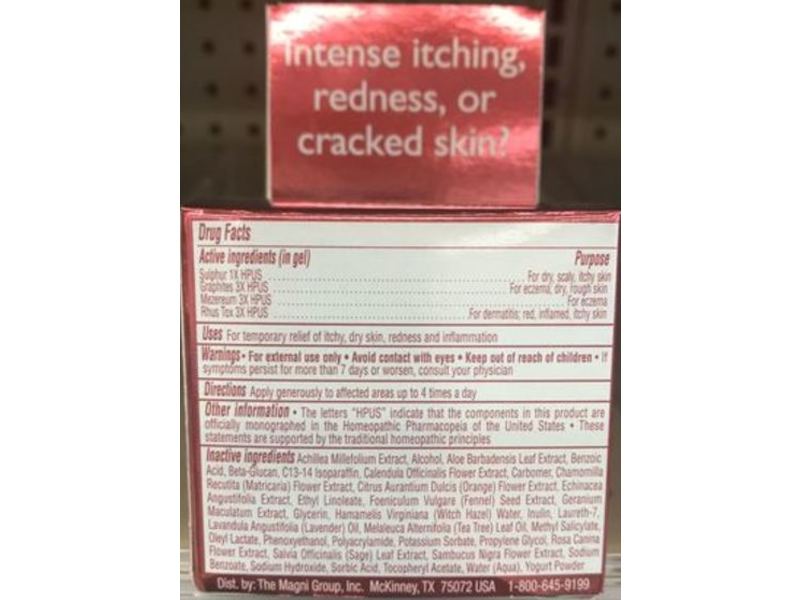 Intense itching,
redness, or
cracked skin?
Drug Facts
Active ingredients (in gel) Purpose
Sulphur 1X HPUS For dry, scaly, itchy skin
Graphites 3X HPUS For eczema, dry, rough skin
Mezereum 3X HPUS For eczema
Rhus Tox 3X HPUS For dermatitis; red, inflamed, itchy skin
Uses For temporary relief of itchy, dry skin, redness and inflammation
Warnings • For external use only • Avoid contact with eyes • Keep out of reach of children • If
symptoms persist for more than 7 days or worsen, consult your physician
Directions Apply generously to affected areas up to 4 times a day
Other information • The letters "HPUS" indicate that the components in this product are
officially monographed in the Homeopathic Pharmacopeia of the United States • These
statements are supported by the traditional homeopathic principles
Inactive ingredients Achillea Millefolium Extract, Alcohol, Aloe Barbadensis Leaf Extract, Benzoic
Acid, Beta-Glucan, C13-14 Isoparaffin, Calendula Officinalis Flower Extract, Carbomer, Chamomilla
Recutita (Matricaria) Flower Extract, Citrus Aurantium Dulcis (Orange) Flower Extract, Echinacea
Angustifolia Extract, Ethyl Linoleate, Foeniculum Vulgare (Fennel) Seed Extract, Geranium
Maculatum Extract, Glycerin, Hamamelis Virginiana (Witch Hazel) Water, Inulin, Laureth-7,
Lavandula Angustifolia (Lavender) Oil, Melaleuca Alternifolia (Tea Tree) Leaf Oil, Methyl Salicylate,
Oleyl Lactate, Phenoxyethanol, Polyacrylamide, Potassium Sorbate, Propylene Glycol, Rosa Canina
Flower Extract, Salvia Officinalis (Sage) Leaf Extract, Sambucus Nigra Flower Extract, Sodium
Benzoate, Sodium Hydroxide, Sorbic Acid, Tocopheryl Acetate, Water (Aqua), Yogurt Powder
Dist. by: The Magni Group, Inc. McKinney, TX 75072 USA 1-800-645-9199